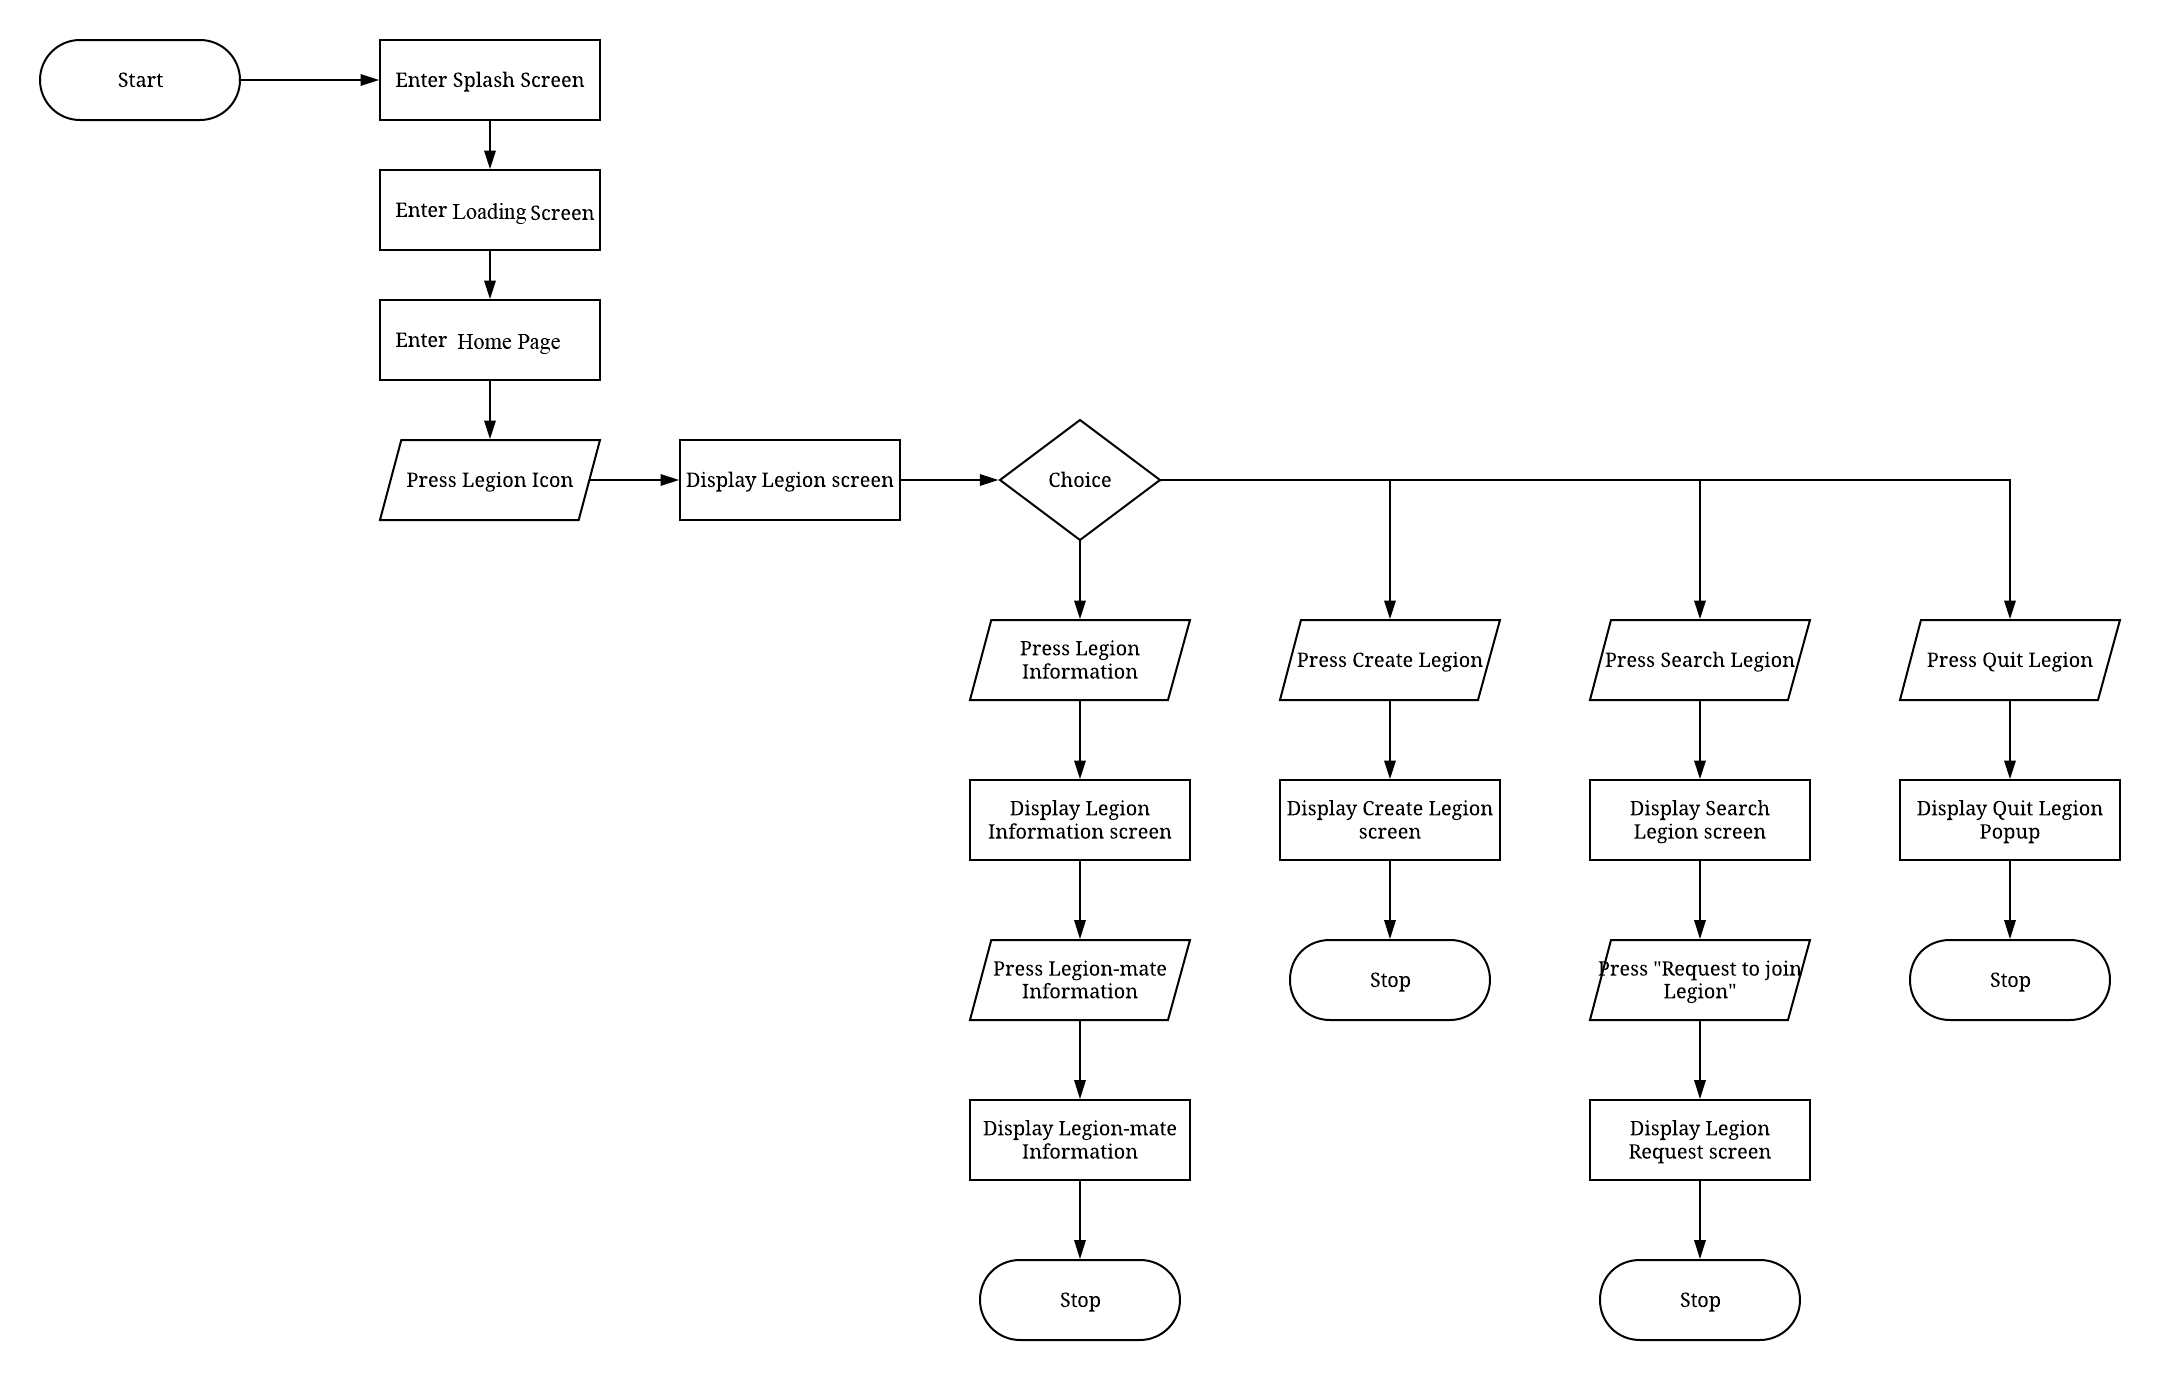 Start
Enter Splash Screen
Enter Loading Screen
Enter Home Page
Press Legion Icon
Display Legion screen
Choice
Press Legion
Information
Press Create Legion
Press Search Legion
Press Quit Legion
Display Legion
Information screen
Display Create Legion
screen
Display Search
Legion screen
Display Quit Legion
Popup
Press Legion-mate
Information
Stop
Press "Request to join
Legion"
Stop
Display Legion-mate
Information
Display Legion
Request screen
Stop
Stop